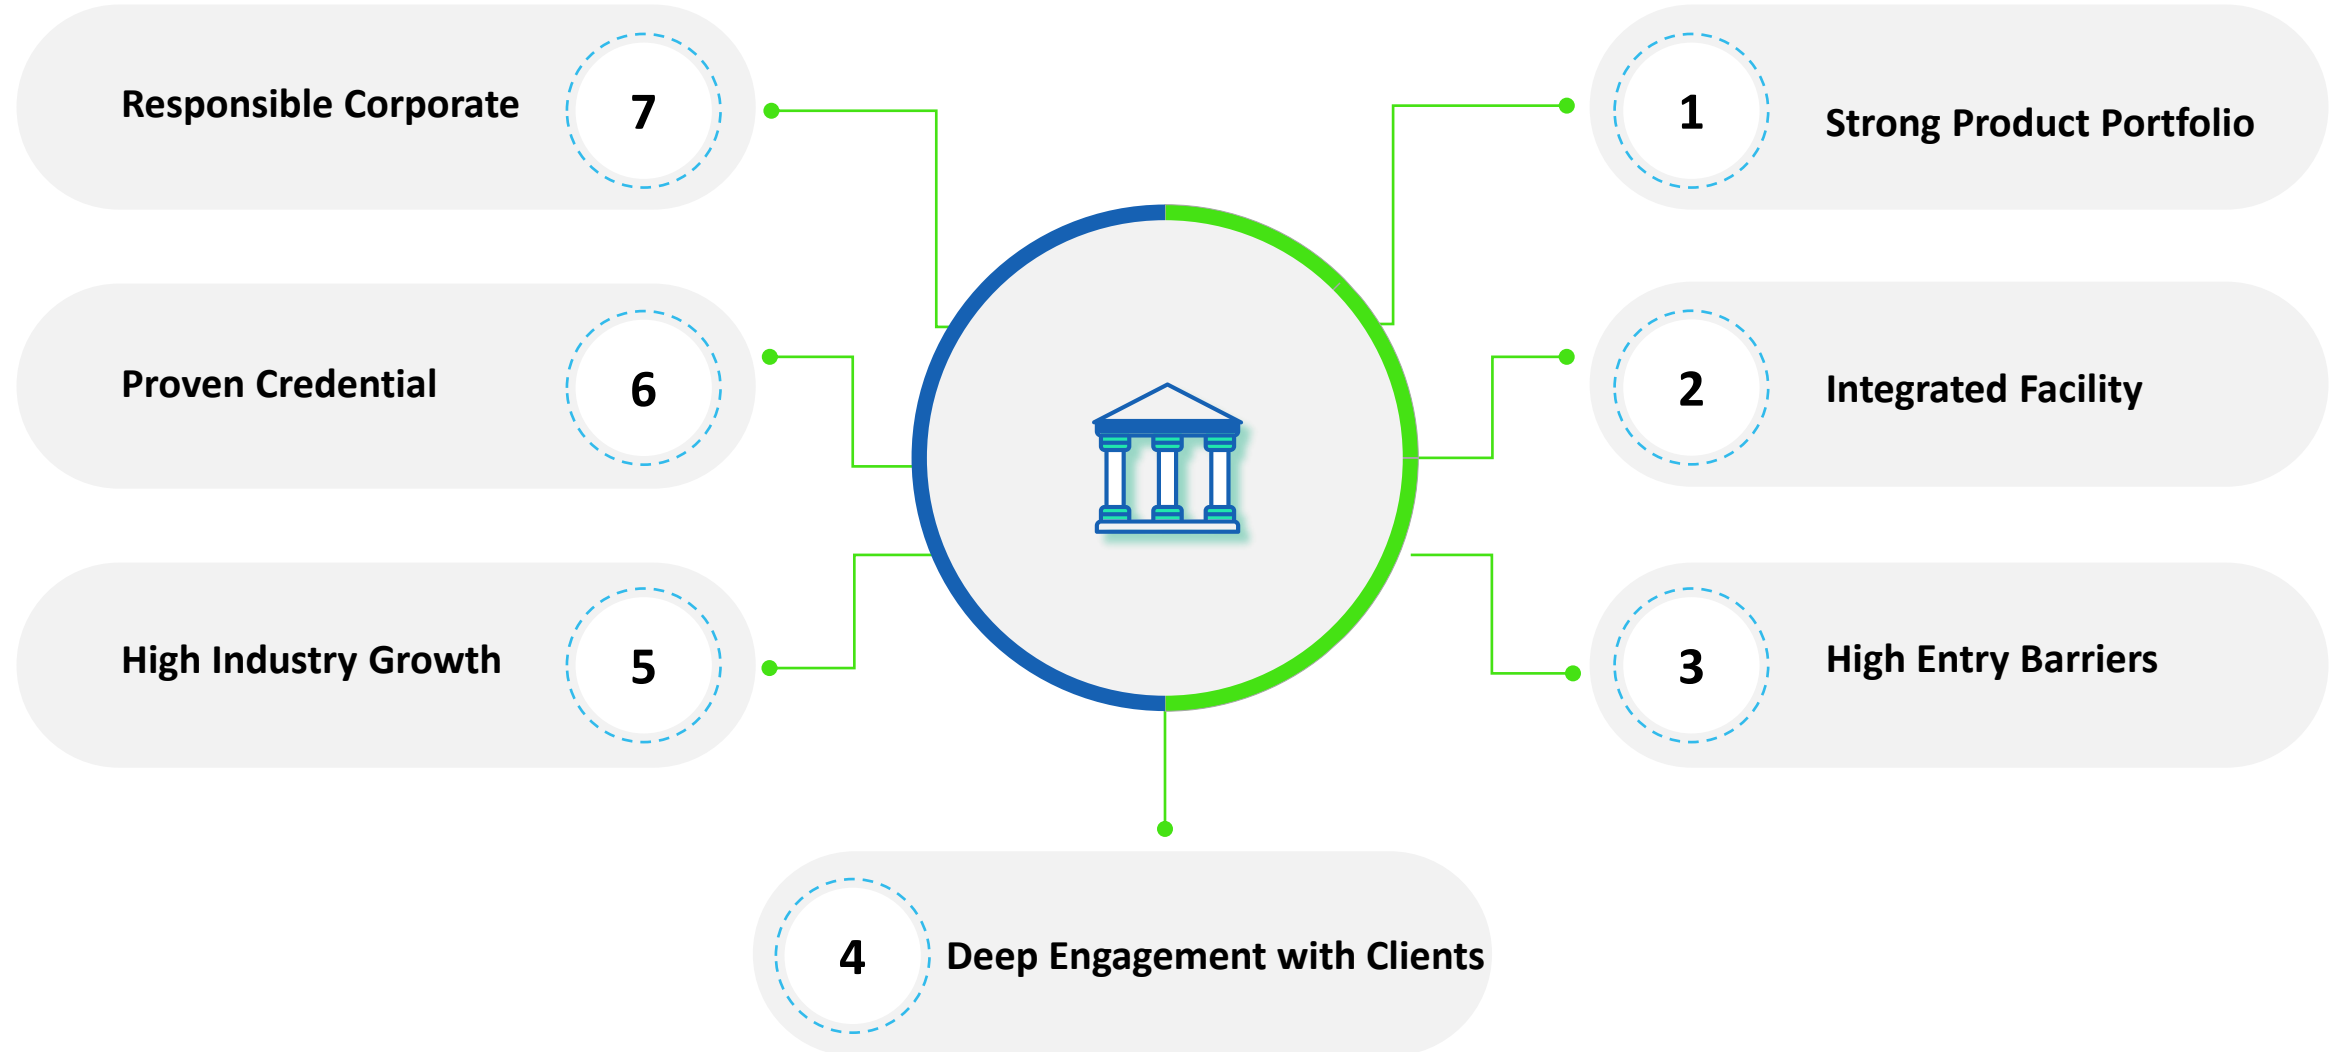 Responsible Corporate
7
1
Strong Product Portfolio
Proven Credential
6
2
Integrated Facility
High Industry Growth
5
3
High Entry Barriers
4
Deep Engagement with Clients